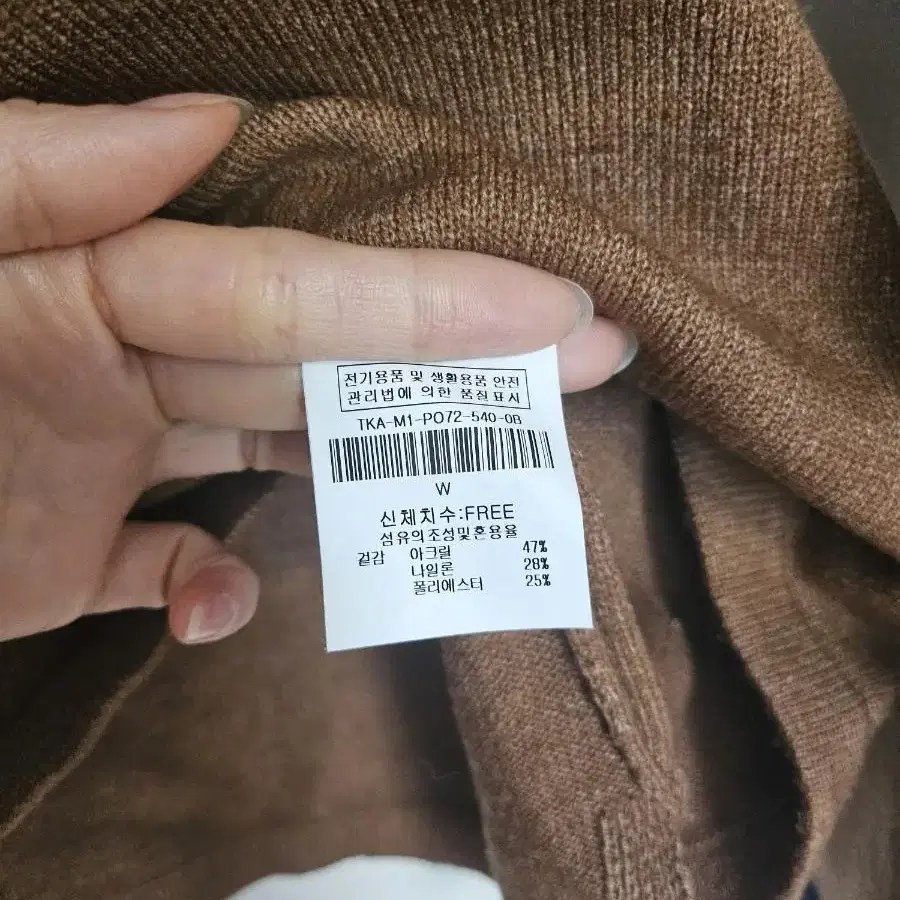 전기용품 및 생활용품 안전
관리법에 의한 품질표시
TKA-M1-PO72-540-0B
W
신체치수:FREE
섬유의조성및혼용율
겉감 아크릴 47%
나일론 28%
폴리에스터 25%